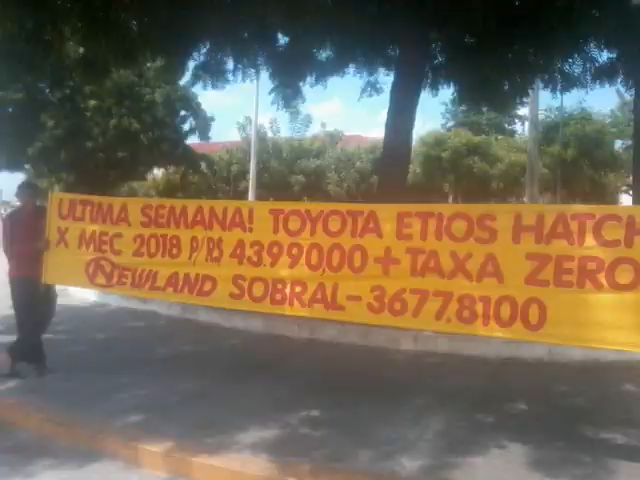 ULTIMA SEMANA! TOYOTA ETIOS HATCH
X MEC 2018 P/R$ 43.990,00 + TAXA ZERO
NEWLAND SOBRAL - 3677.8100